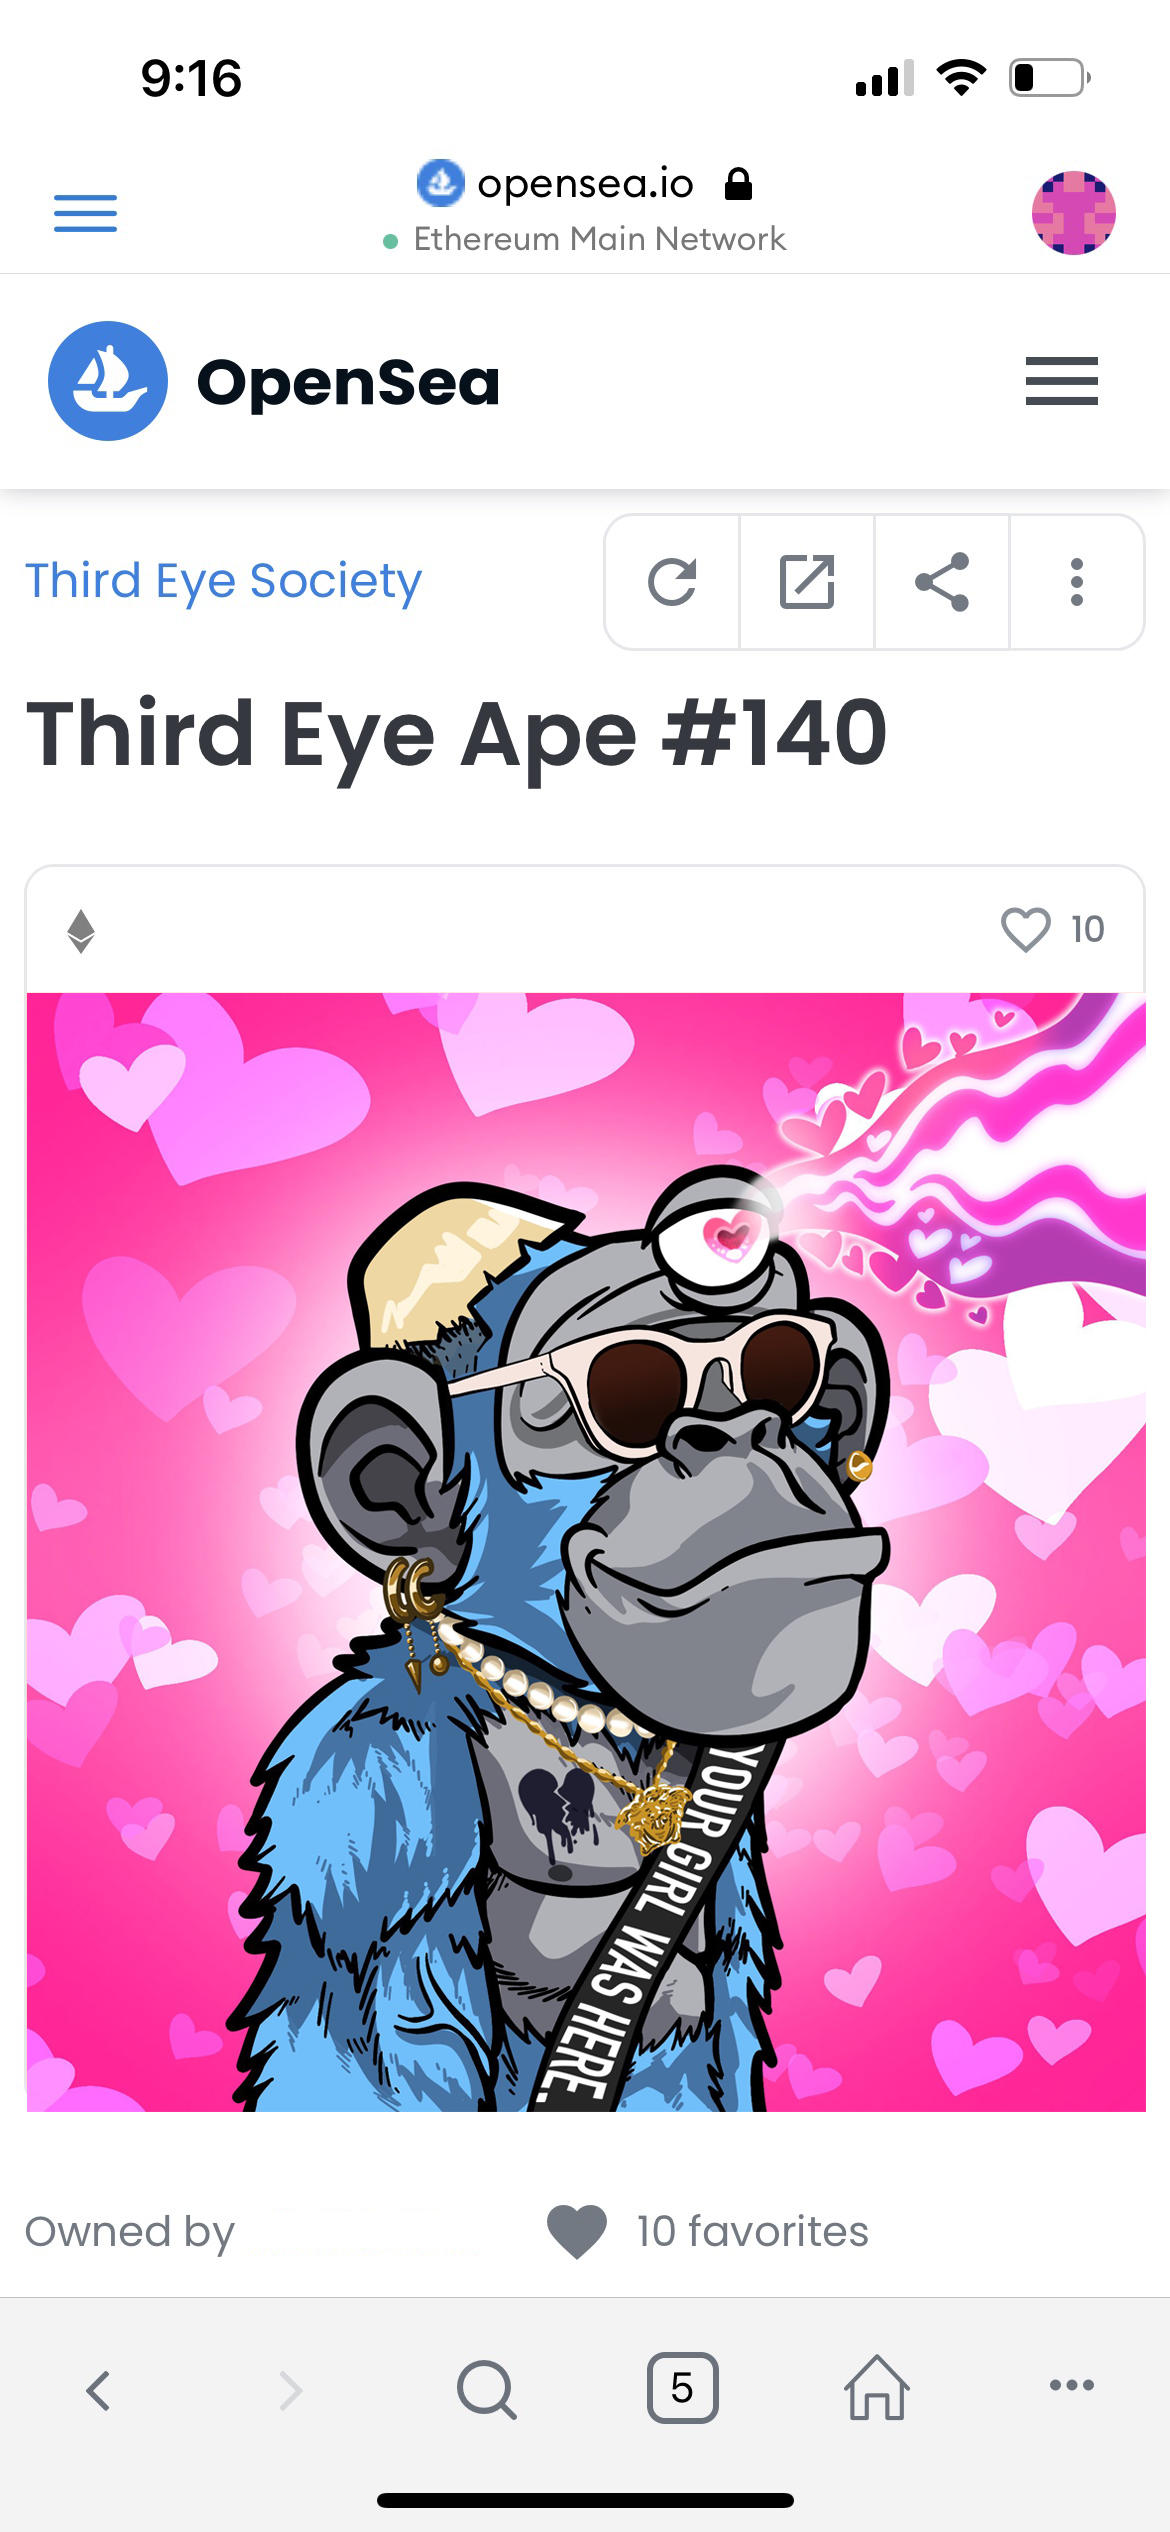 9:16
opensea.io
Ethereum Main Network
OpenSea
Third Eye Society
Third Eye Ape #140
10
YOUR GIRL WAS HERE.
Owned by
10 favorites
5